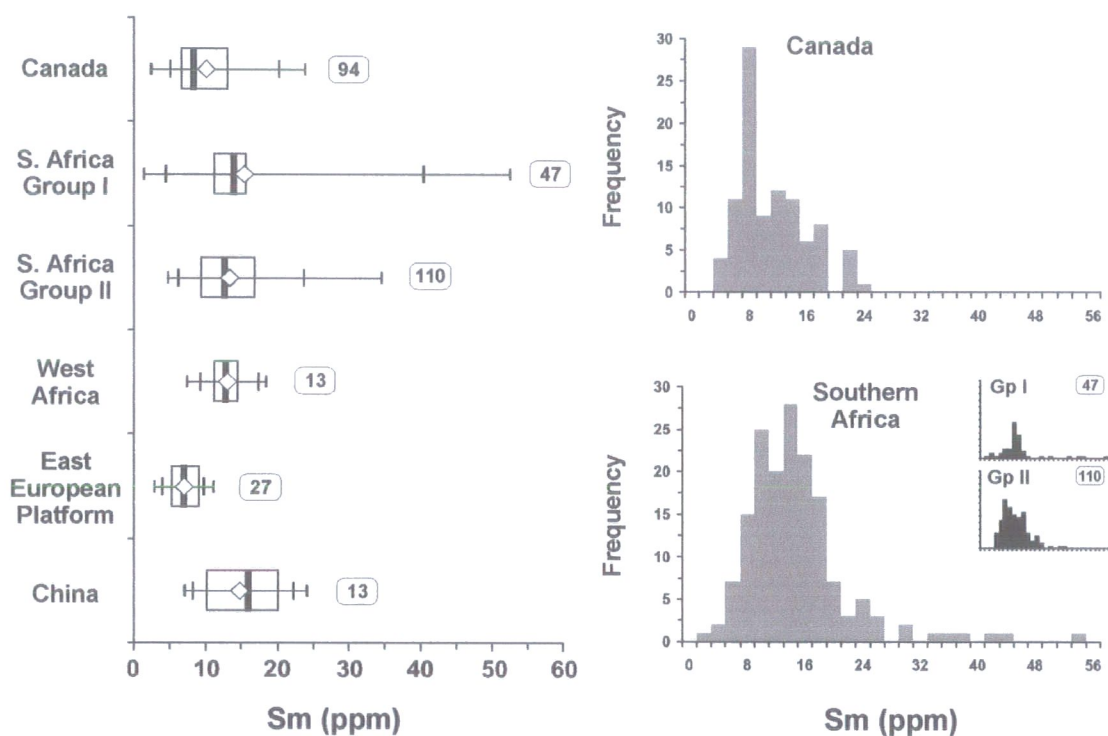 Canada
94
S. Africa
Group I
47
S. Africa
Group II
110
West
Africa
13
East
European
Platform
27
China
13
0 10 20 30 40 50 60
Sm (ppm)
Canada
Frequency
30
25
20
15
10
5
0
0 8 16 24 32 40 48 56
Southern
Africa
Frequency
30
25
20
15
10
5
0
0 8 16 24 32 40 48 56
Sm (ppm)
Gp I 47
Gp II 110